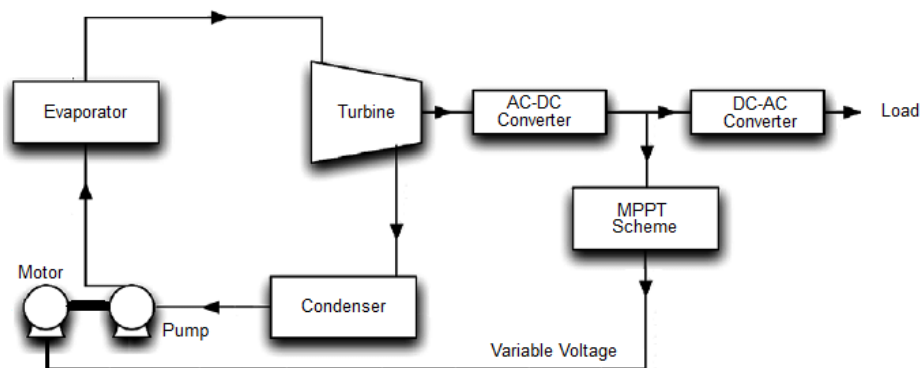 Evaporator
Turbine
AC-DC
Converter
DC-AC
Converter
Load
MPPT
Scheme
Motor
Pump
Condenser
Variable Voltage